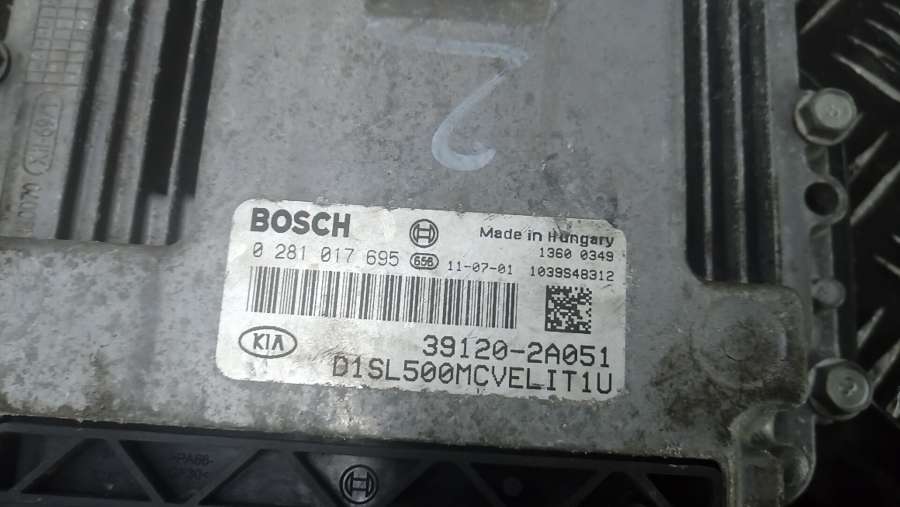 2
BOSCH
Made in Hungary
0 281 017 695 656 11-07-01
1360 0349
1039S48312
KIA
39120-2A051
D1SL500MCVELIT1U